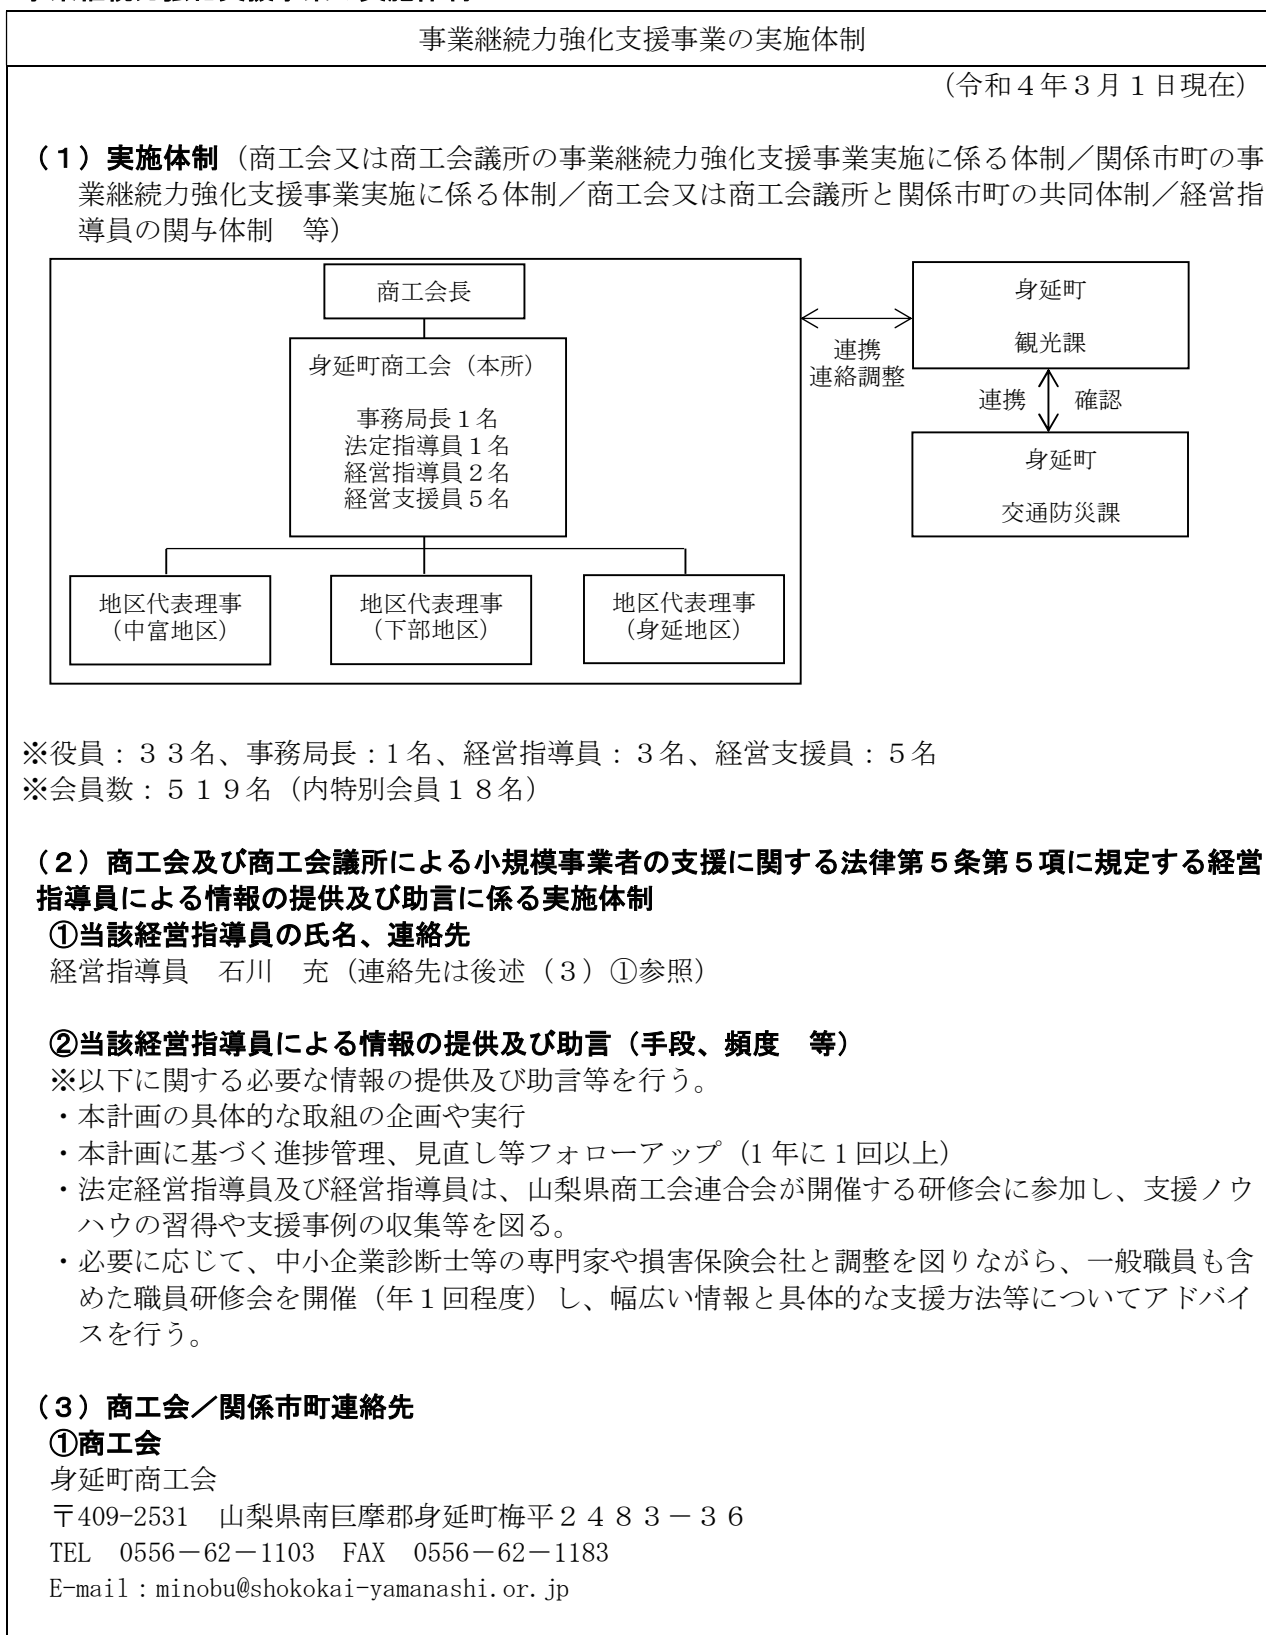 事業継続力強化支援事業の実施体制
（令和４年３月１日現在）
（１）実施体制（商工会又は商工会議所の事業継続力強化支援事業実施に係る体制／関係市町の事
業継続力強化支援事業実施に係る体制／商工会又は商工会議所と関係市町の共同体制／経営指
導員の関与体制　等）
商工会長
身延町商工会（本所）
事務局長１名
法定指導員１名
経営指導員２名
経営支援員５名
地区代表理事
（中富地区）
地区代表理事
（下部地区）
地区代表理事
（身延地区）
連携
連絡調整
身延町
観光課
連携　確認
身延町
交通防災課
※役員：３３名、事務局長：1名、経営指導員：３名、経営支援員：５名
※会員数：５１９名（内特別会員１８名）
（２）商工会及び商工会議所による小規模事業者の支援に関する法律第５条第５項に規定する経営
指導員による情報の提供及び助言に係る実施体制
①当該経営指導員の氏名、連絡先
経営指導員　石川　充（連絡先は後述（３）①参照）
②当該経営指導員による情報の提供及び助言（手段、頻度　等）
※以下に関する必要な情報の提供及び助言等を行う。
・本計画の具体的な取組の企画や実行
・本計画に基づく進捗管理、見直し等フォローアップ（1年に１回以上）
・法定経営指導員及び経営指導員は、山梨県商工会連合会が開催する研修会に参加し、支援ノウ
ハウの習得や支援事例の収集等を図る。
・必要に応じて、中小企業診断士等の専門家や損害保険会社と調整を図りながら、一般職員も含
めた職員研修会を開催（年１回程度）し、幅広い情報と具体的な支援方法等についてアドバイ
スを行う。
（３）商工会／関係市町連絡先
①商工会
身延町商工会
〒409-2531　山梨県南巨摩郡身延町梅平２４８３－３６
TEL　0556－62－1103　FAX　0556－62－1183
E-mail：minobu@shokokai-yamanashi.or.jp